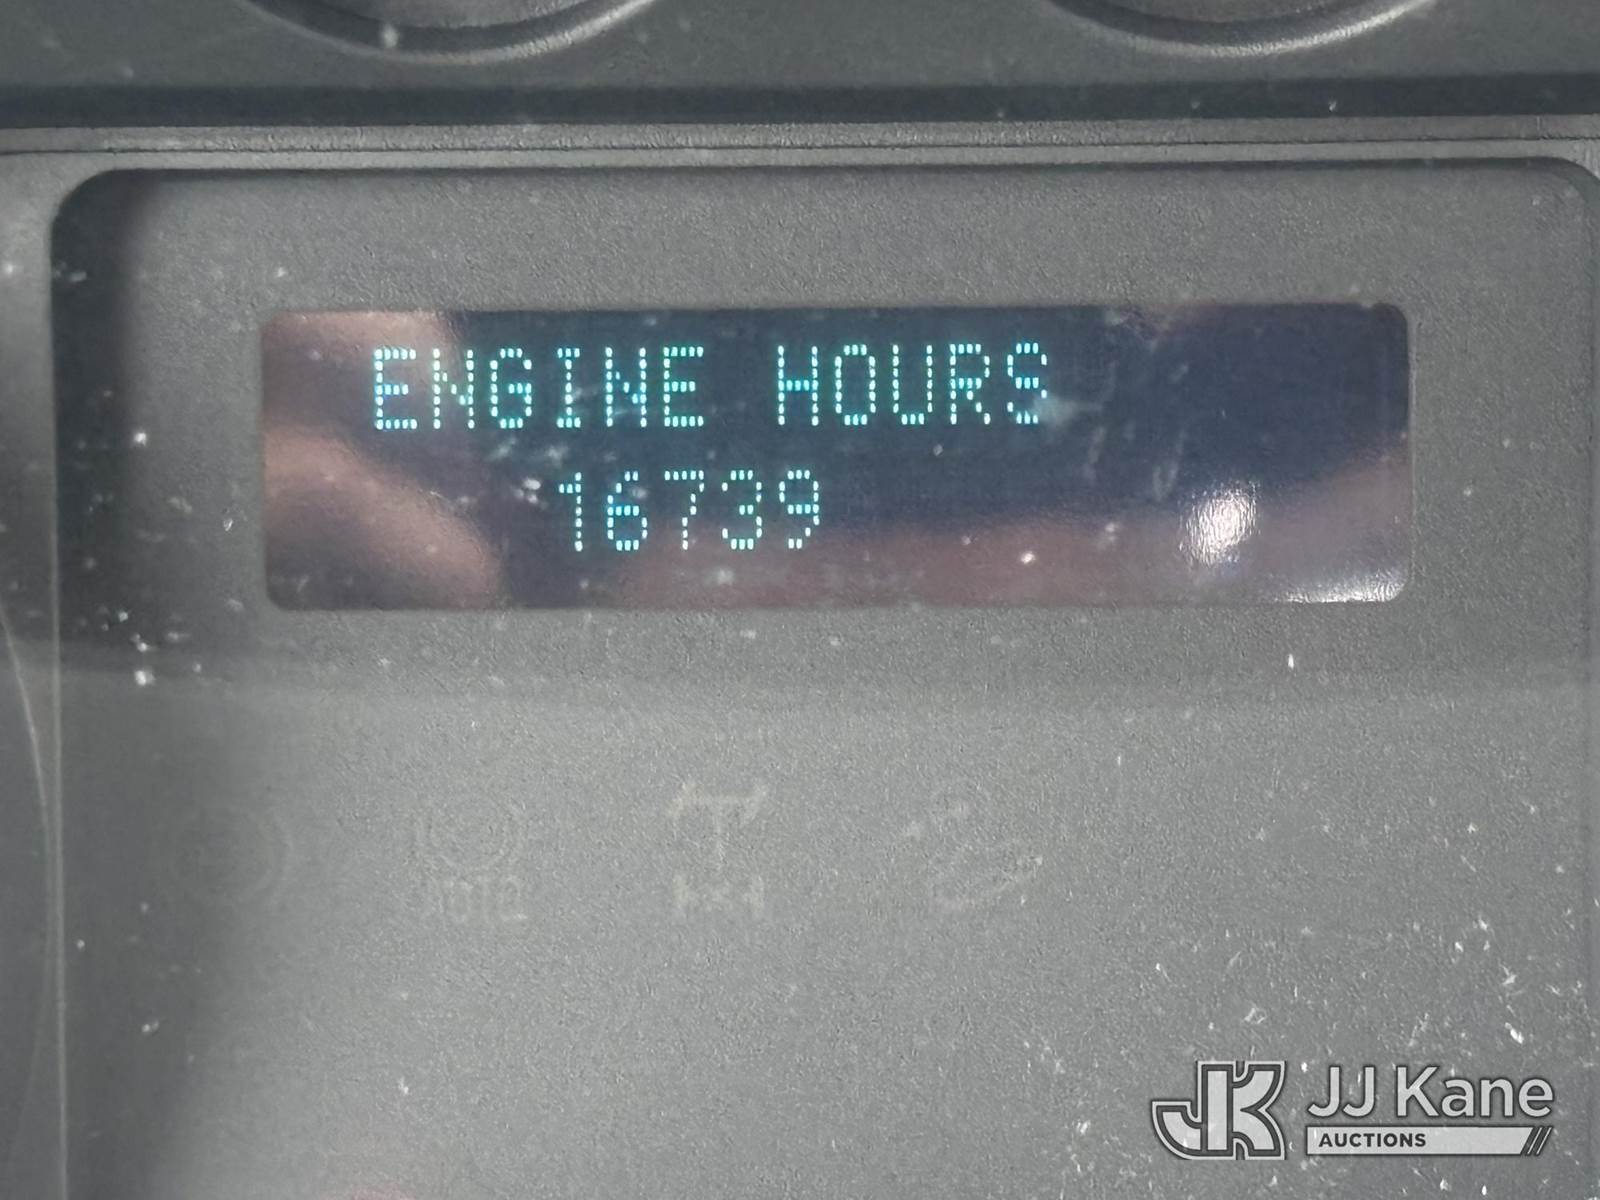 ENGINE HOURS
16739
JJ Kane
AUCTIONS